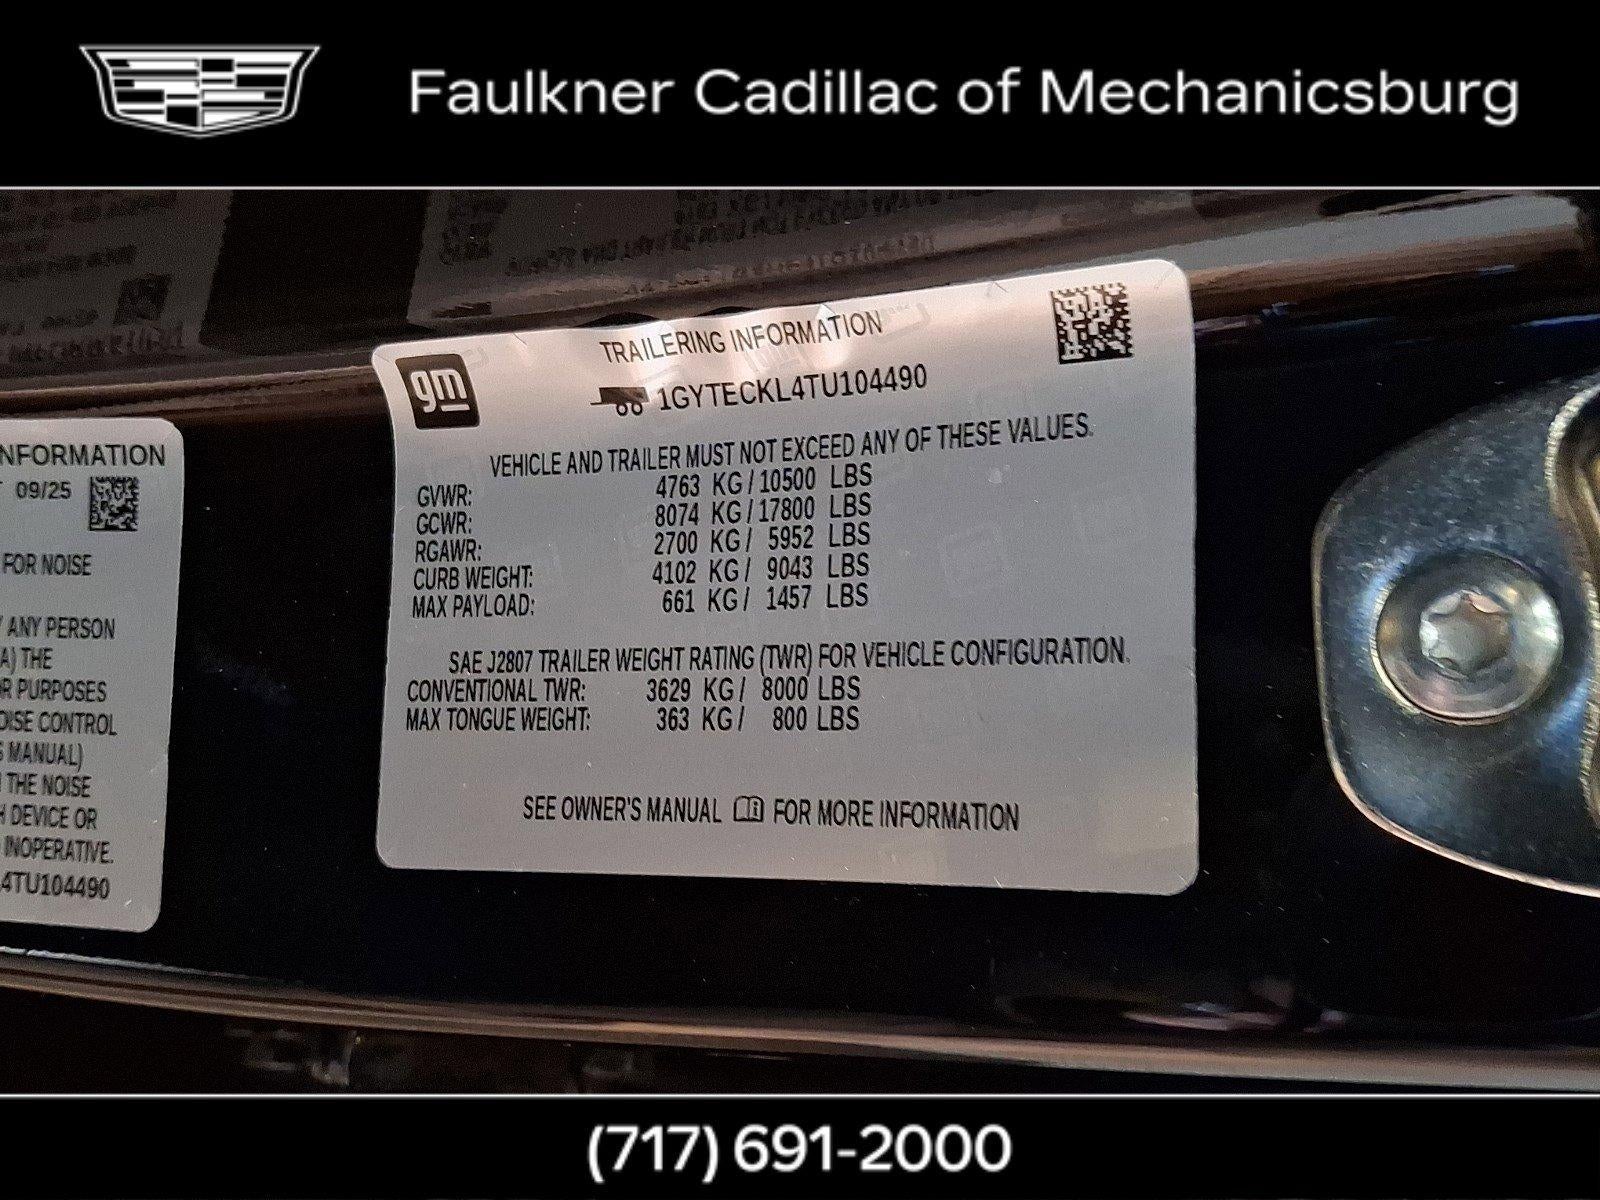 Faulkner Cadillac of Mechanicsburg
NFORMATION
09/25
FOR NOISE
ANY PERSON
A) THE
R PURPOSES
OISE CONTROL
S MANUAL)
THE NOISE
H DEVICE OR
INOPERATIVE.
4TU104490
gm
TRAILERING INFORMATION
1GYTECKL4TU104490
VEHICLE AND TRAILER MUST NOT EXCEED ANY OF THESE VALUES.
GVWR: 4763 KG / 10500 LBS
GCWR: 8074 KG / 17800 LBS
RGAWR: 2700 KG / 5952 LBS
CURB WEIGHT: 4102 KG / 9043 LBS
MAX PAYLOAD: 661 KG / 1457 LBS
SAE J2807 TRAILER WEIGHT RATING (TWR) FOR VEHICLE CONFIGURATION.
CONVENTIONAL TWR: 3629 KG / 8000 LBS
MAX TONGUE WEIGHT: 363 KG / 800 LBS
SEE OWNER'S MANUAL FOR MORE INFORMATION
(717) 691-2000